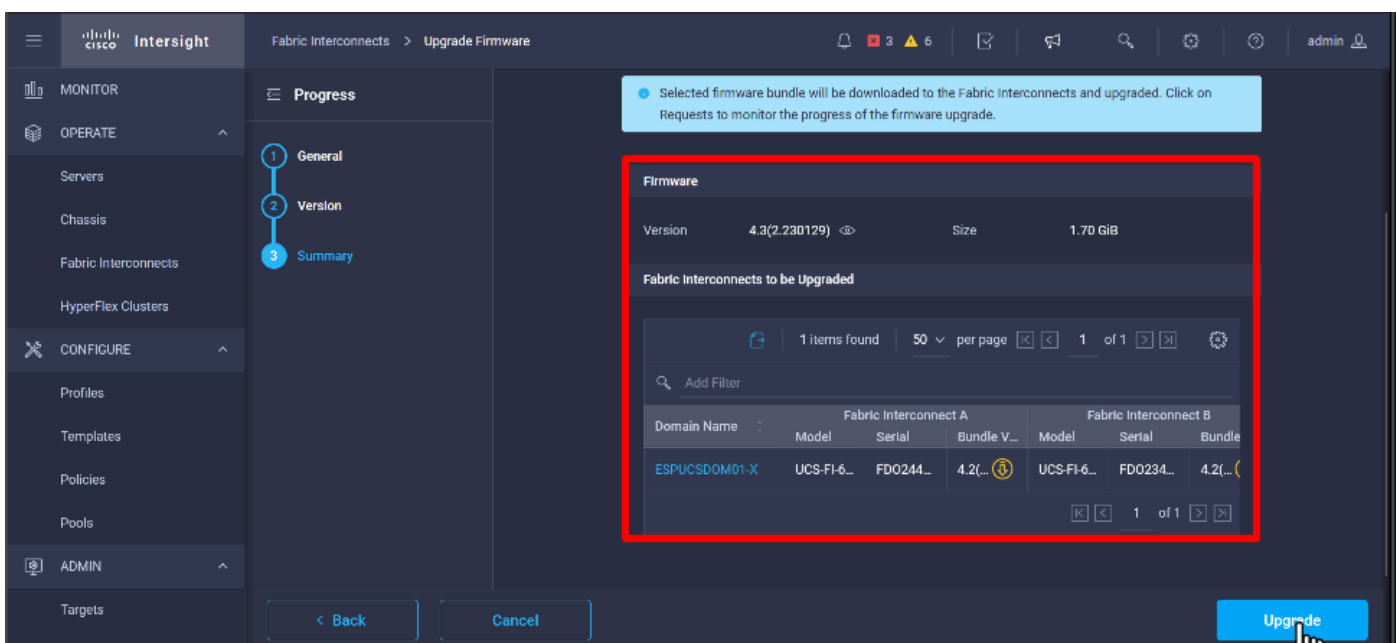 cisco Intersight
Fabric Interconnects > Upgrade Firmware
3 6
admin
MONITOR
OPERATE
Servers
Chassis
Fabric Interconnects
HyperFlex Clusters
CONFIGURE
Profiles
Templates
Policies
Pools
ADMIN
Targets
Progress
1 General
2 Version
3 Summary
Selected firmware bundle will be downloaded to the Fabric Interconnects and upgraded. Click on
Requests to monitor the progress of the firmware upgrade.
Firmware
Version 4.3(2.230129) Size 1.70 GiB
Fabric Interconnects to be Upgraded
1 items found 50 per page 1 of 1
Add Filter
Domain Name Fabric Interconnect A Fabric Interconnect B
Model Serial Bundle V... Model Serial Bundle
ESPUCSDOM01-X UCS-FI-6... FDO244... 4.2(... UCS-FI-6... FDO234... 4.2(...
1 of 1
< Back Cancel Upgrade